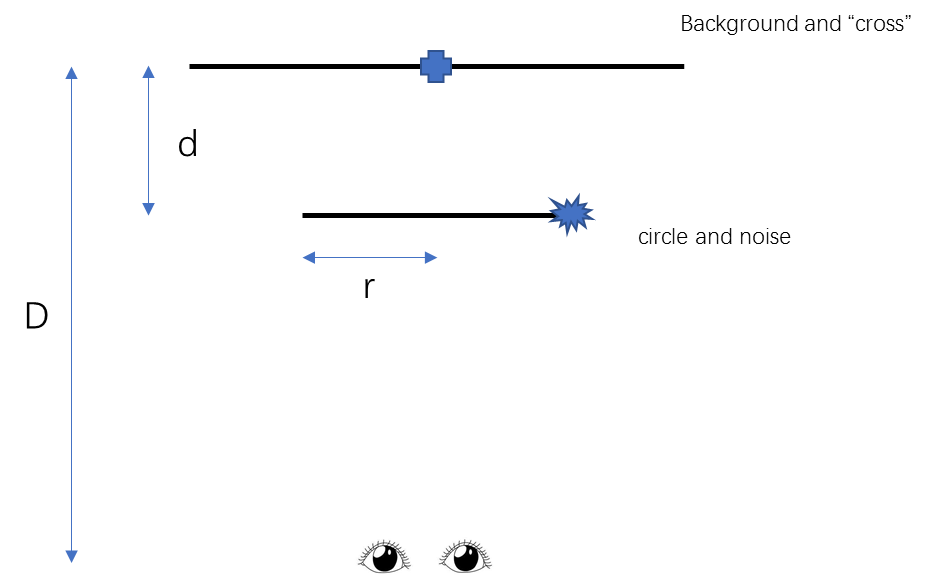 Background and “cross”
d
circle and noise
r
D